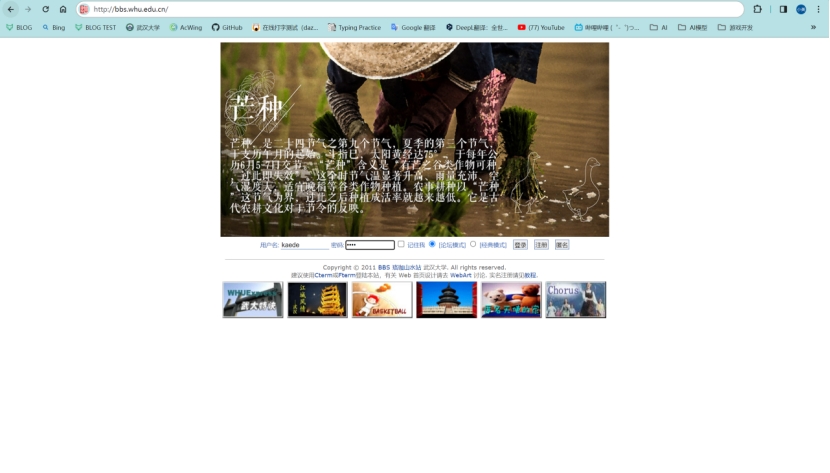 http://bbs.whu.edu.cn/
BLOG Bing BLOG TEST 武汉大学 AcWing GitHub 在线打字测试（daz... Typing Practice Google 翻译 DeepL翻译：全世... (77) YouTube 哔哩哔哩 ( ゜- ゜)つ... AI AI模型 游戏开发 »
芒种
芒种，是二十四节气之第九个节气，夏季的第三个节气，
干支历午月的起始。斗指巳，太阳黄经达75°，于每年公
历6月5-7日交节。“芒种”含义是“有芒之谷类作物可种
，过此即失效”。这个时节气温显著升高、雨量充沛、空
气湿度大，适宜晚稻等谷类作物种植。农事耕种以“芒种
”这节气为界，过此之后种植成活率就越来越低。它是古
代农耕文化对于节令的反映。
用户名: kaede 密码: •••• 记住我 [论坛模式] [经典模式] 登录 注册 匿名
Copyright © 2011 BBS 珞珈山水站 武汉大学, All rights reserved.
建议使用Cterm或Fterm登陆本站，有关 Web 首页设计请去 WebArt 讨论, 实名注册请见教程.
武大特快 江城风情 BASKETBALL Chorus